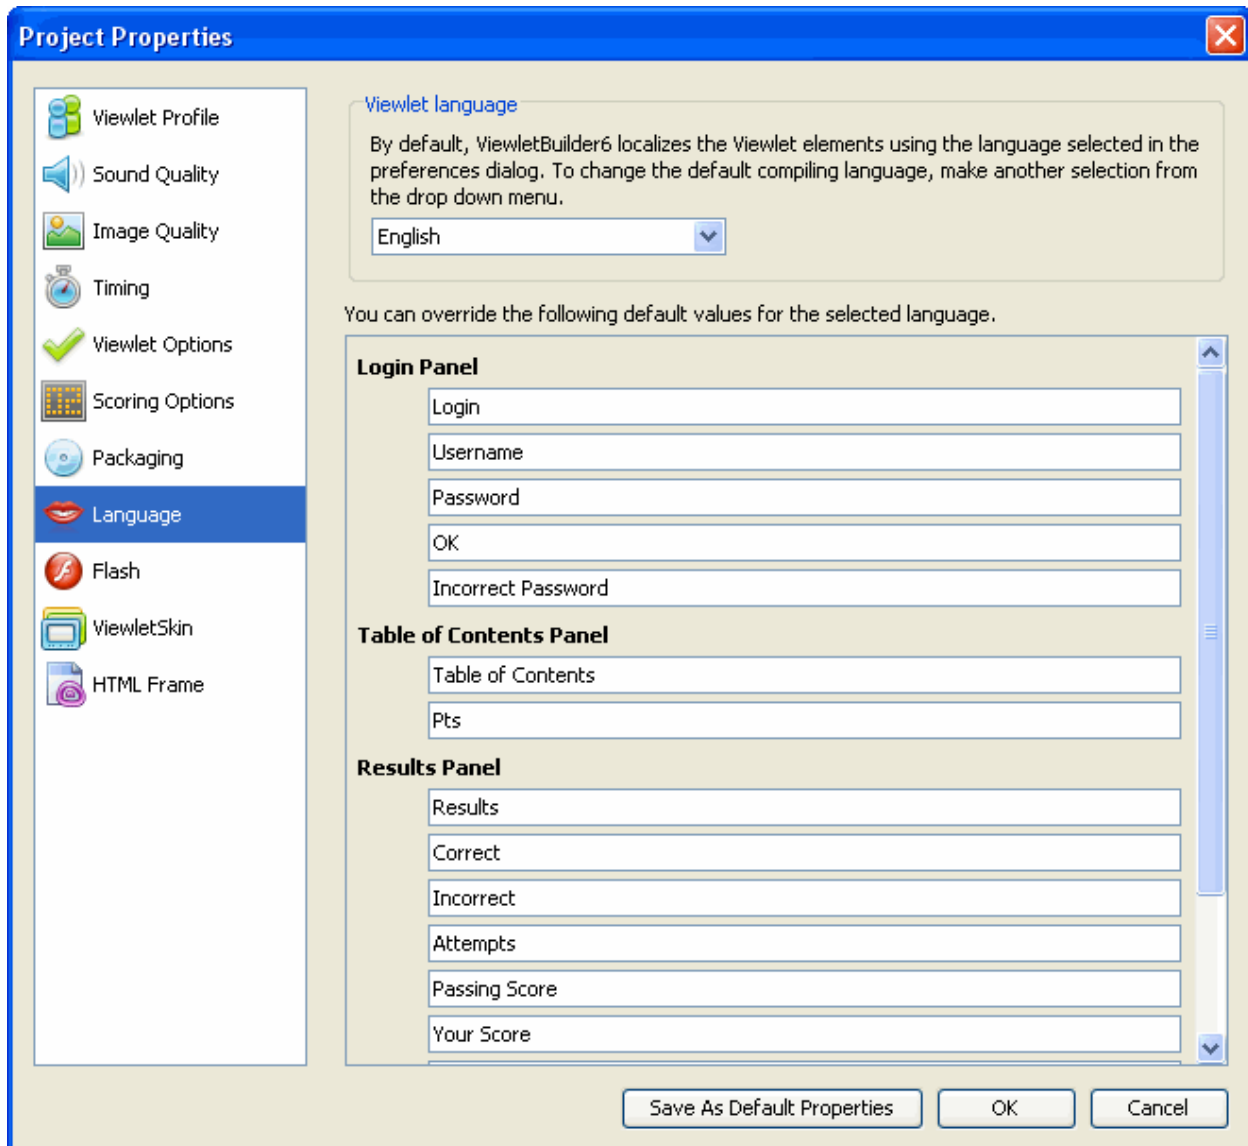 Project Properties
Viewlet Profile
Sound Quality
Image Quality
Timing
Viewlet Options
Scoring Options
Packaging
Language
Flash
ViewletSkin
HTML Frame
Viewlet language
By default, ViewletBuilder6 localizes the Viewlet elements using the language selected in the
preferences dialog. To change the default compiling language, make another selection from
the drop down menu.
English
You can override the following default values for the selected language.
Login Panel
Login
Username
Password
OK
Incorrect Password
Table of Contents Panel
Table of Contents
Pts
Results Panel
Results
Correct
Incorrect
Attempts
Passing Score
Your Score
Save As Default Properties
OK
Cancel